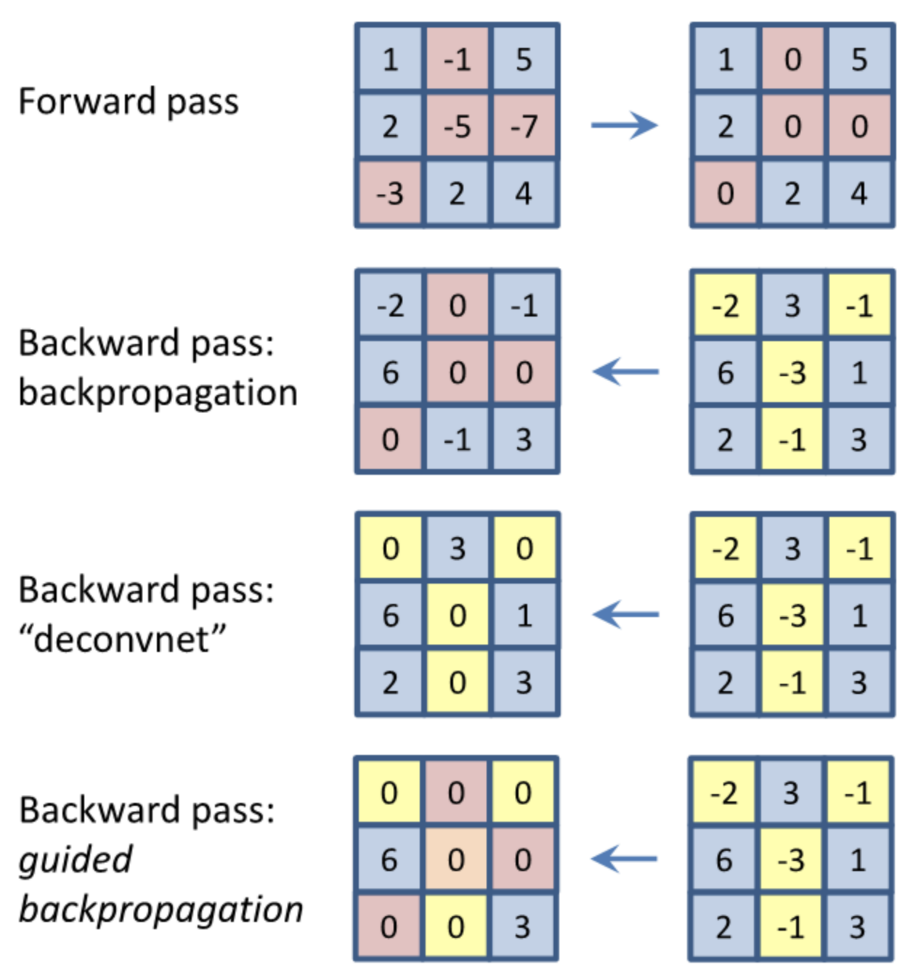 Forward pass
1 -1 5 1 0 5
2 -5 -7 2 0 0
-3 2 4 0 2 4
Backward pass:
backpropagation
-2 0 -1 -2 3 -1
6 0 0 6 -3 1
0 -1 3 2 -1 3
Backward pass:
“deconvnet”
0 3 0 -2 3 -1
6 0 1 6 -3 1
2 0 3 2 -1 3
Backward pass:
guided
backpropagation
0 0 0 -2 3 -1
6 0 0 6 -3 1
0 0 3 2 -1 3